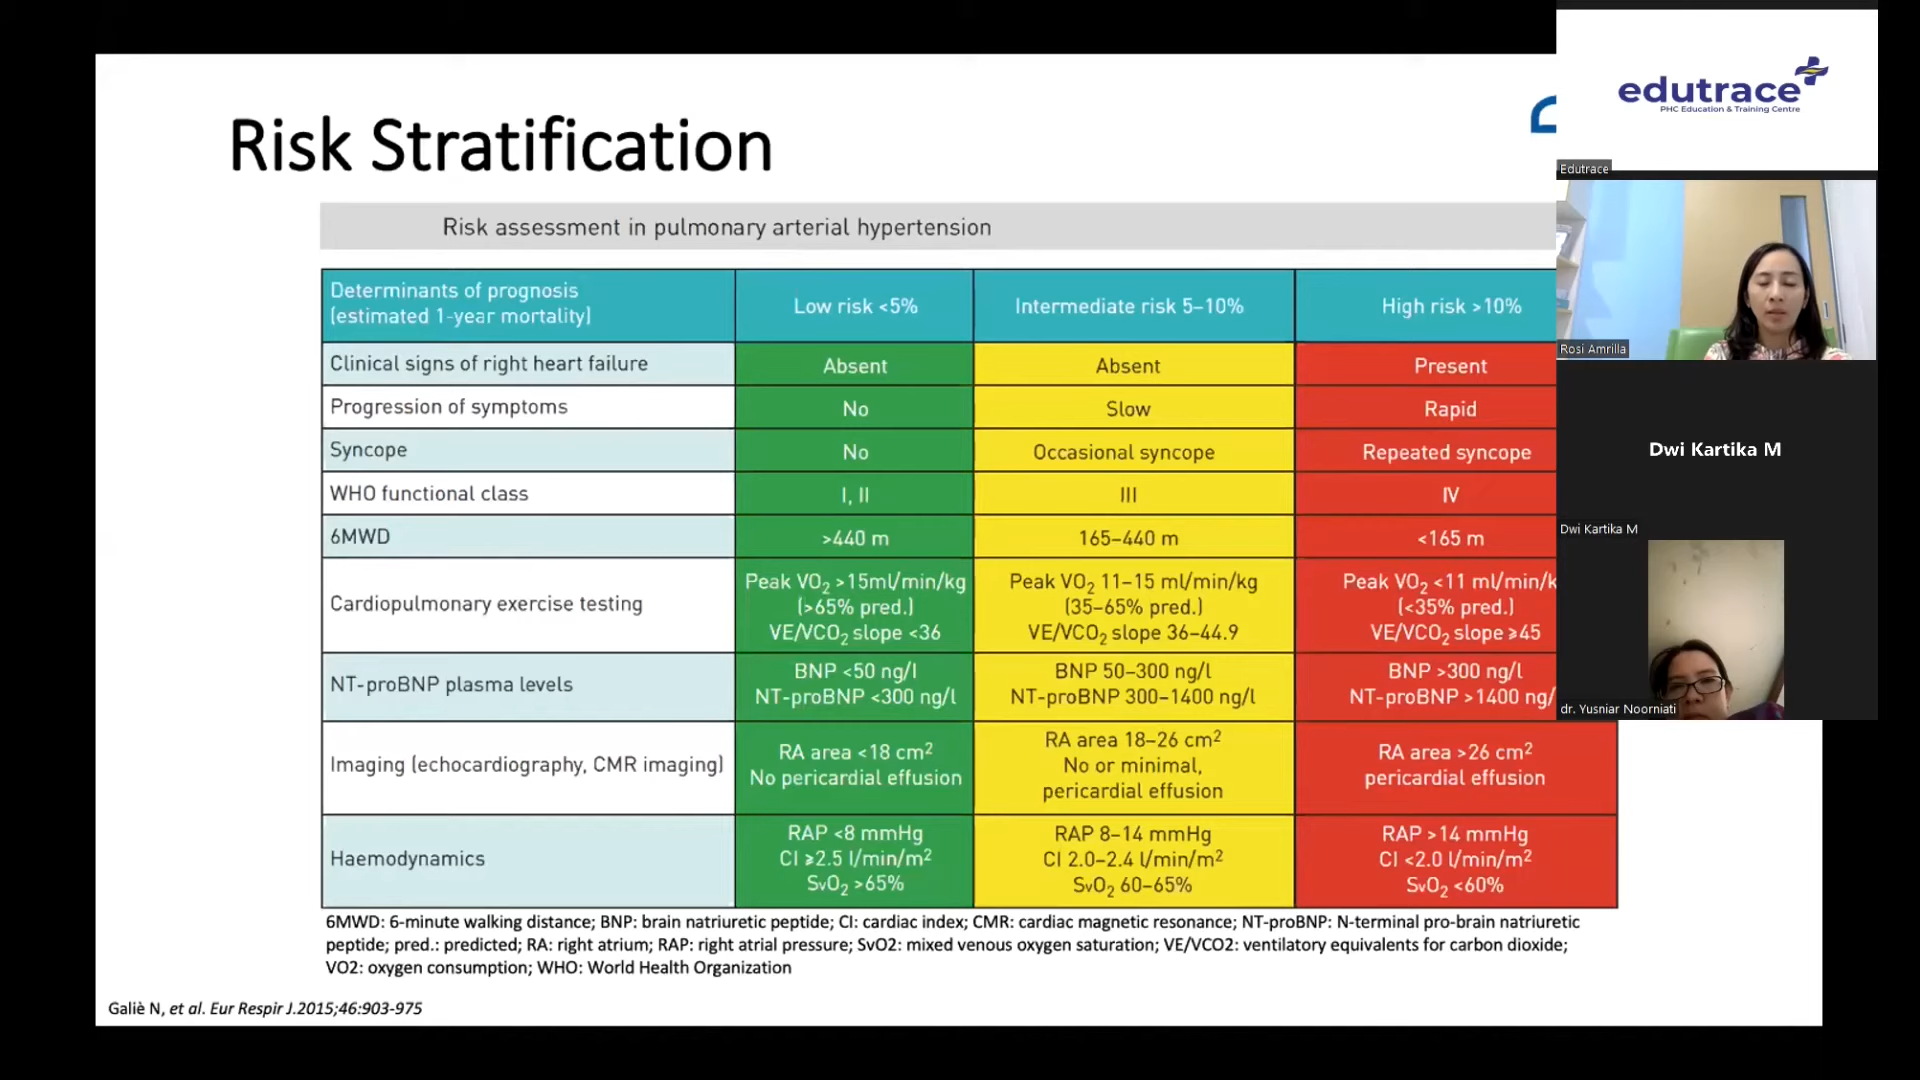 Risk Stratification
Risk assessment in pulmonary arterial hypertension
Determinants of prognosis
(estimated 1-year mortality)
Low risk <5%
Intermediate risk 5–10%
High risk >10%
Clinical signs of right heart failure
Absent
Absent
Present
Progression of symptoms
No
Slow
Rapid
Syncope
No
Occasional syncope
Repeated syncope
WHO functional class
I, II
III
IV
6MWD
>440 m
165–440 m
<165 m
Cardiopulmonary exercise testing
Peak VO2 >15ml/min/kg
(>65% pred.)
VE/VCO2 slope <36
Peak VO2 11–15 ml/min/kg
(35–65% pred.)
VE/VCO2 slope 36–44.9
Peak VO2 <11 ml/min/k
(<35% pred.)
VE/VCO2 slope ≥45
NT-proBNP plasma levels
BNP <50 ng/l
NT-proBNP <300 ng/l
BNP 50–300 ng/l
NT-proBNP 300–1400 ng/l
BNP >300 ng/l
NT-proBNP >1400 ng/
Imaging (echocardiography, CMR imaging)
RA area <18 cm²
No pericardial effusion
RA area 18–26 cm²
No or minimal,
pericardial effusion
RA area >26 cm²
pericardial effusion
Haemodynamics
RAP <8 mmHg
CI ≥2.5 l/min/m²
SvO2 >65%
RAP 8–14 mmHg
CI 2.0–2.4 l/min/m²
SvO2 60–65%
RAP >14 mmHg
CI <2.0 l/min/m²
SvO2 <60%
6MWD: 6-minute walking distance; BNP: brain natriuretic peptide; CI: cardiac index; CMR: cardiac magnetic resonance; NT-proBNP: N-terminal pro-brain natriuretic
peptide; pred.: predicted; RA: right atrium; RAP: right atrial pressure; SvO2: mixed venous oxygen saturation; VE/VCO2: ventilatory equivalents for carbon dioxide;
VO2: oxygen consumption; WHO: World Health Organization
Galiè N, et al. Eur Respir J.2015;46:903-975
edutrace
PHC Education & Training Centre
Edutrace
Rosi Amrilla
Dwi Kartika M
Dwi Kartika M
dr. Yusniar Noorniati